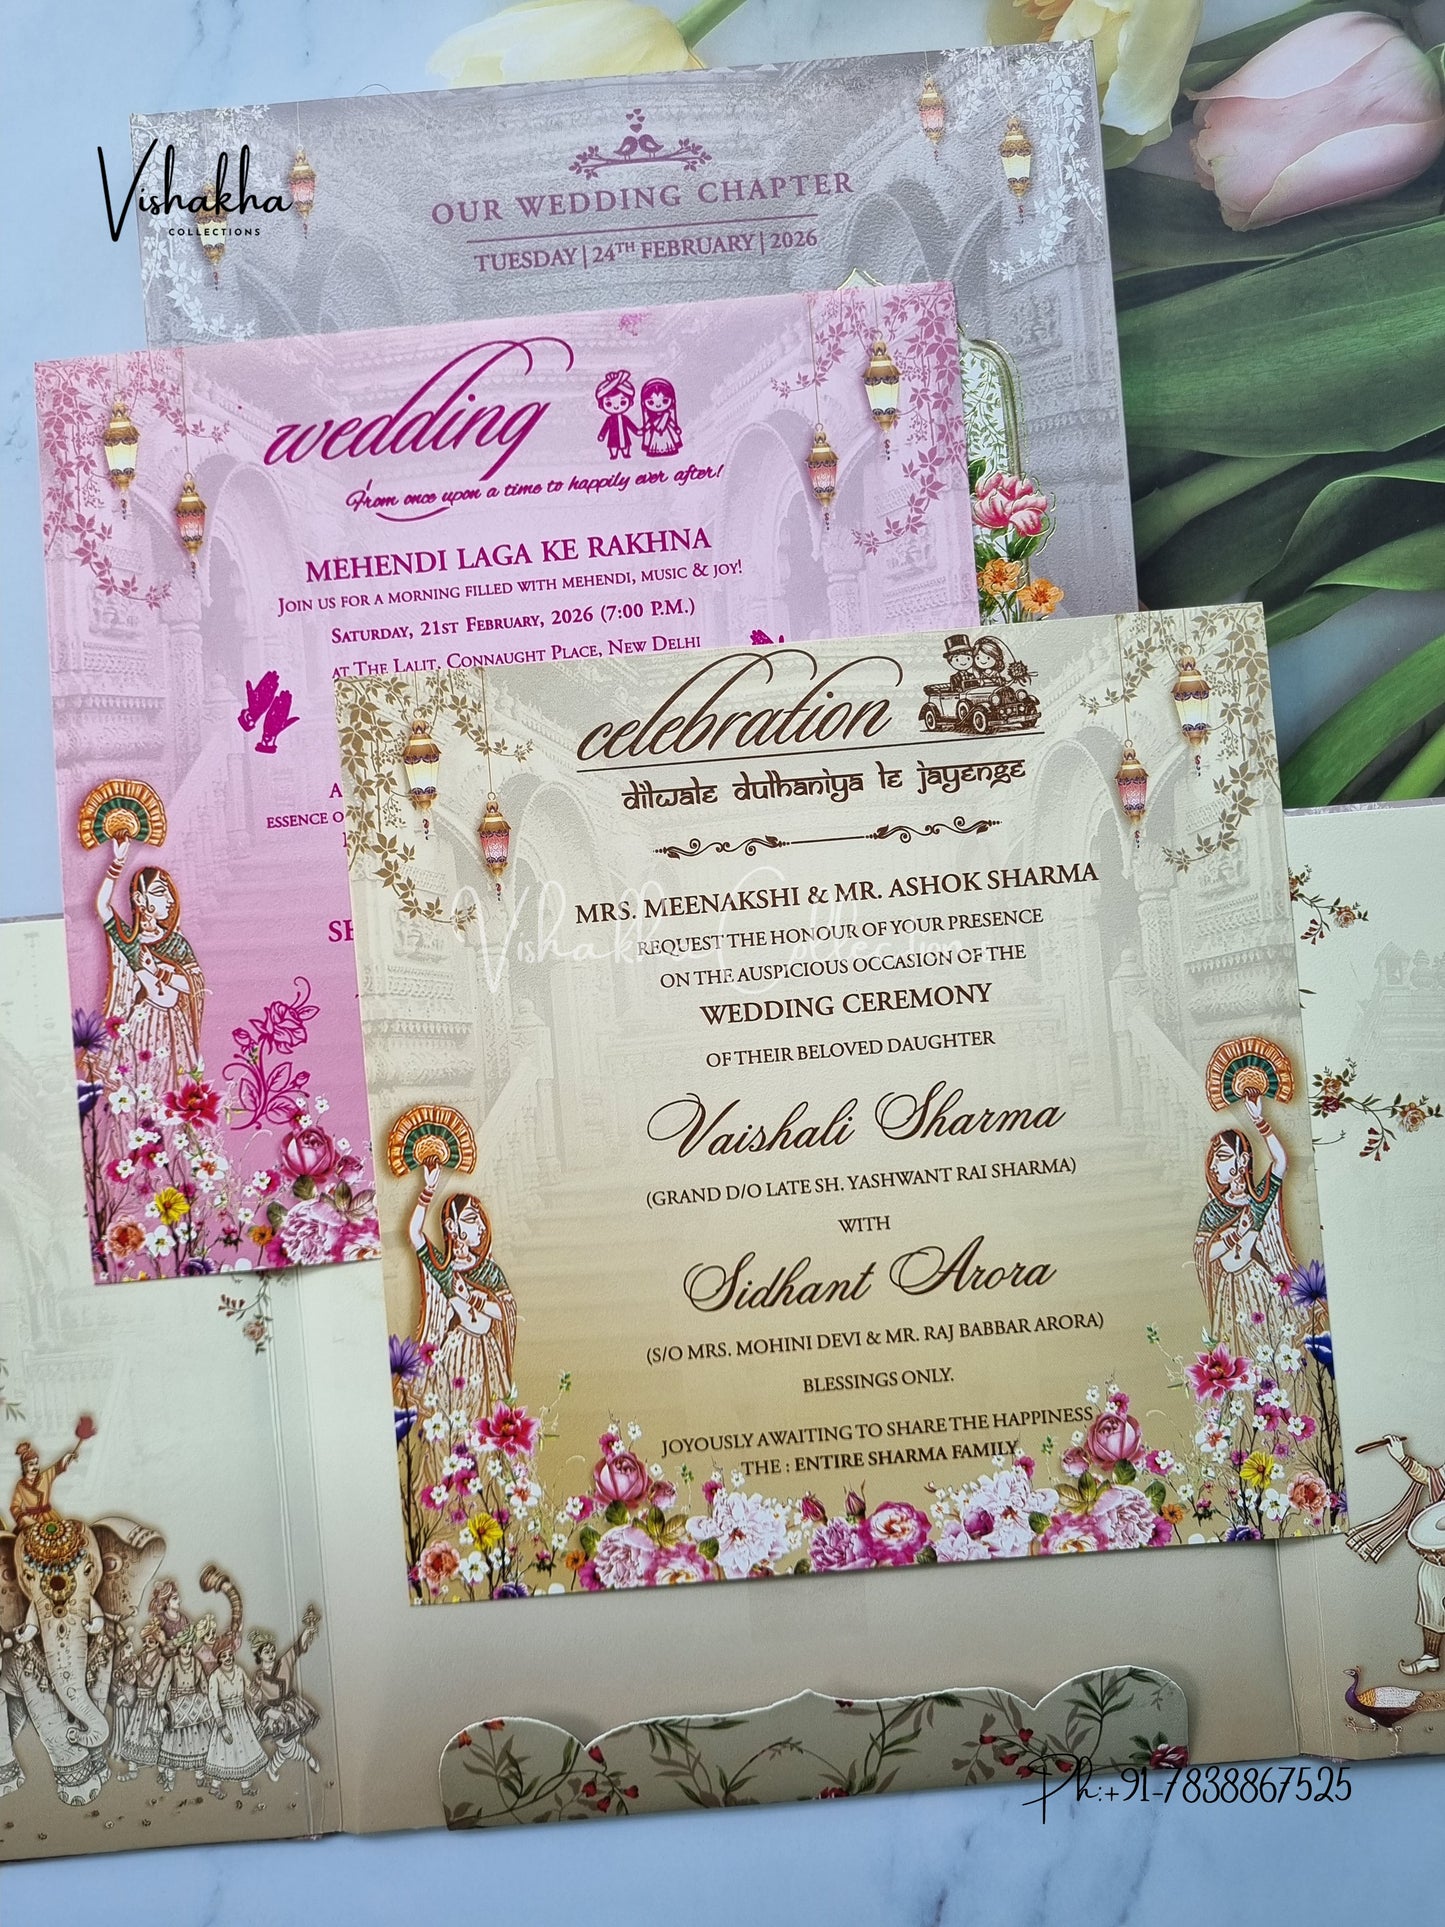 Vishakha
COLLECTIONS
OUR WEDDING CHAPTER
TUESDAY | 24TH FEBRUARY | 2026
wedding
From once upon a time to happily ever after!
MEHENDI LAGA KE RAKHNA
JOIN US FOR A MORNING FILLED WITH MEHENDI, MUSIC & JOY!
SATURDAY, 21ST FEBRUARY, 2026 (7:00 P.M.)
AT THE LALIT, CONNAUGHT PLACE, NEW DELHI
ESSENCE
celebration
dilwale dulhaniya le jayenge
MRS. MEENAKSHI & MR. ASHOK SHARMA
REQUEST THE HONOUR OF YOUR PRESENCE
Vishakha Collections
ON THE AUSPICIOUS OCCASION OF THE
WEDDING CEREMONY
OF THEIR BELOVED DAUGHTER
Vaishali Sharma
(GRAND D/O LATE SH. YASHWANT RAI SHARMA)
WITH
Sidhant Arora
(S/O MRS. MOHINI DEVI & MR. RAJ BABBAR ARORA)
BLESSINGS ONLY.
JOYOUSLY AWAITING TO SHARE THE HAPPINESS
THE : ENTIRE SHARMA FAMILY
Ph:+91-7838867525